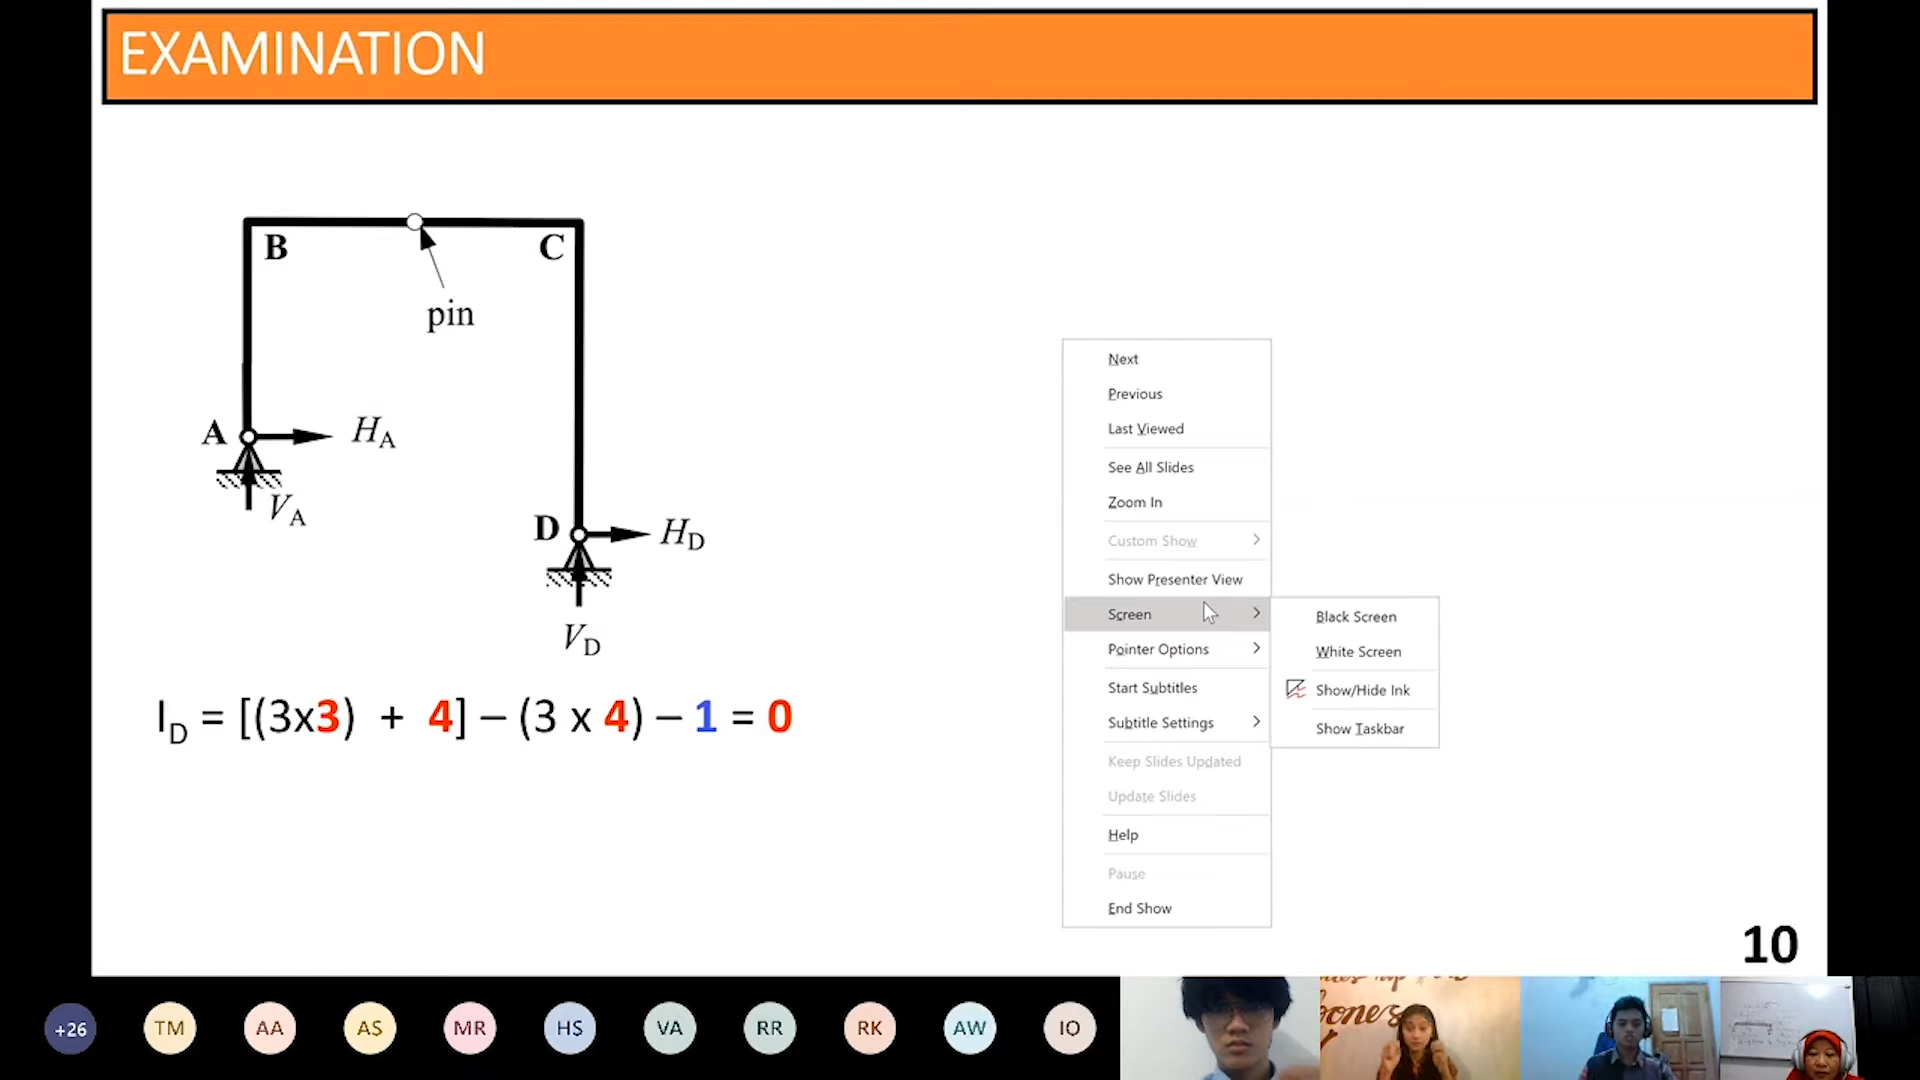 EXAMINATION
B
C
pin
A
HA
VA
D
HD
VD
ID = [(3x3) + 4] – (3 x 4) – 1 = 0
Next
Previous
Last Viewed
See All Slides
Zoom In
Custom Show
Show Presenter View
Screen
Pointer Options
Start Subtitles
Subtitle Settings
Keep Slides Updated
Update Slides
Help
Pause
End Show
Black Screen
White Screen
Show/Hide Ink
Show Taskbar
10
+26
TM
AA
AS
MR
HS
VA
RR
RK
AW
IO